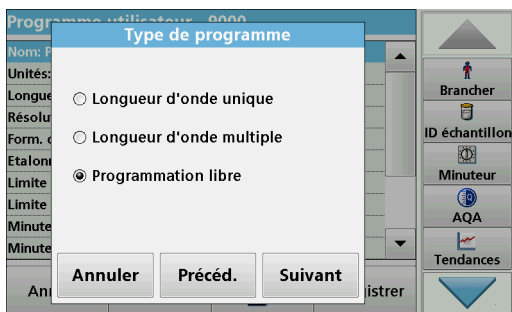 Programme utilisateur 9000
Type de programme
Nom: P
Unités:
Longue
Résolu
Form. d
Etalon
Limite
Limite
Minute
Minute
Longueur d'onde unique
Longueur d'onde multiple
Programmation libre
Annuler
Précéd.
Suivant
An
istrer
Brancher
ID échantillon
Minuteur
AQA
Tendances